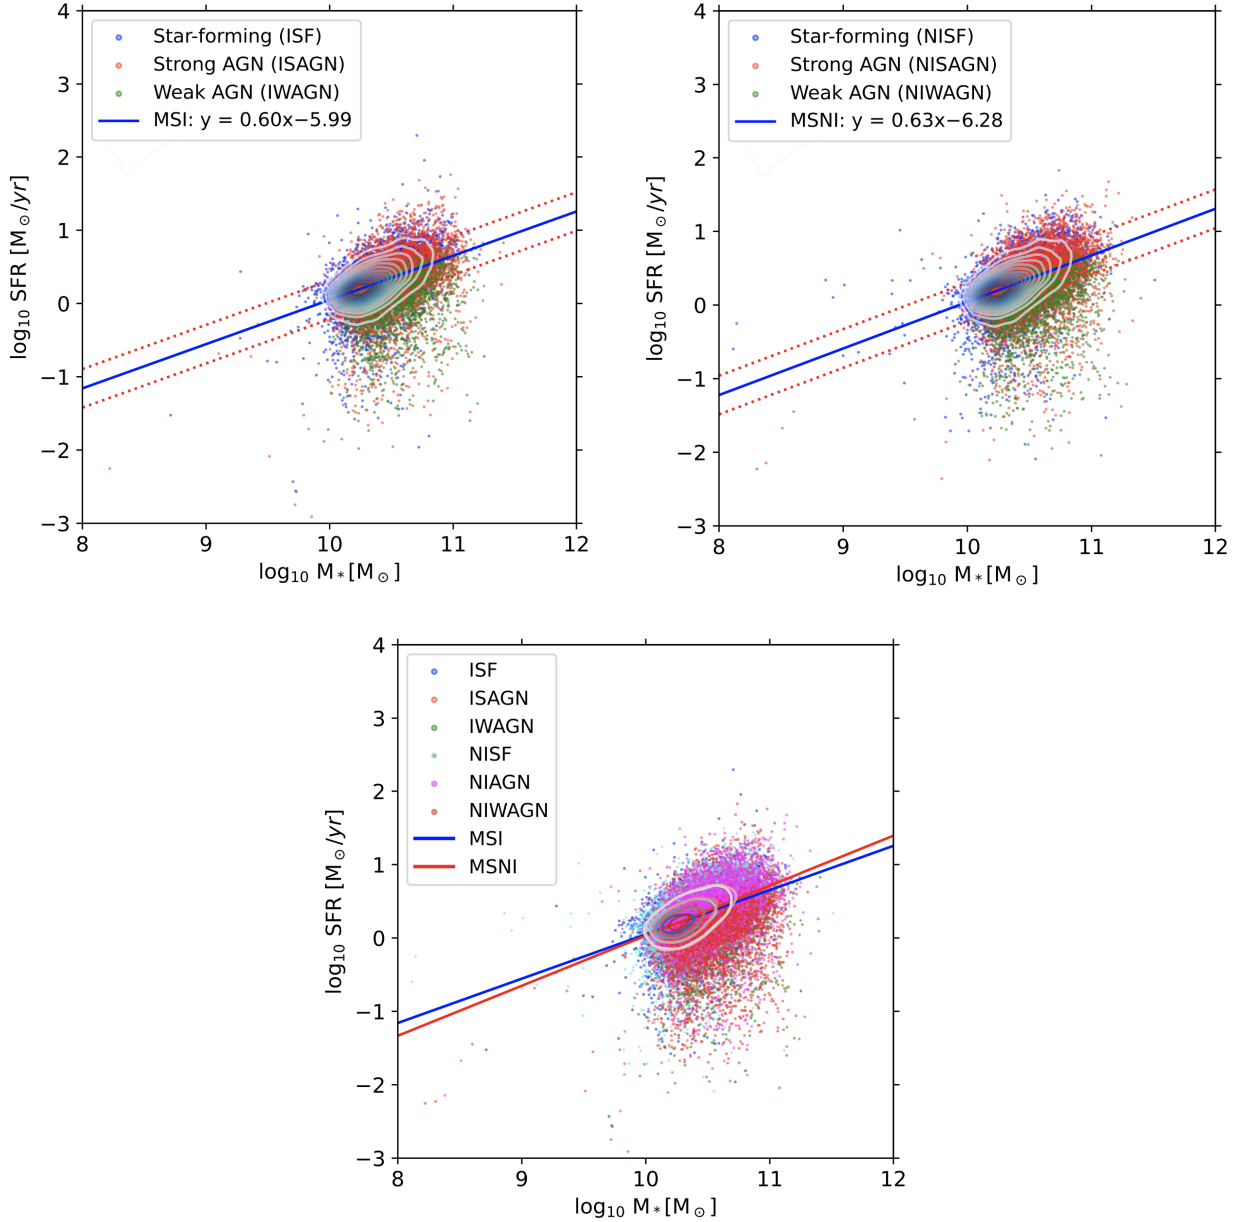 4
3
2
1
0
−1
−2
−3
log₁₀ SFR [M⊙/yr]
Star-forming (ISF)
Strong AGN (ISAGN)
Weak AGN (IWAGN)
MSI: y = 0.60x−5.99
8 9 10 11 12
log₁₀ M*[M⊙]
4
3
2
1
0
−1
−2
−3
log₁₀ SFR [M⊙/yr]
Star-forming (NISF)
Strong AGN (NISAGN)
Weak AGN (NIWAGN)
MSNI: y = 0.63x−6.28
8 9 10 11 12
log₁₀ M*[M⊙]
4
3
2
1
0
−1
−2
−3
log₁₀ SFR [M⊙/yr]
ISF
ISAGN
IWAGN
NISF
NIAGN
NIWAGN
MSI
MSNI
8 9 10 11 12
log₁₀ M*[M⊙]